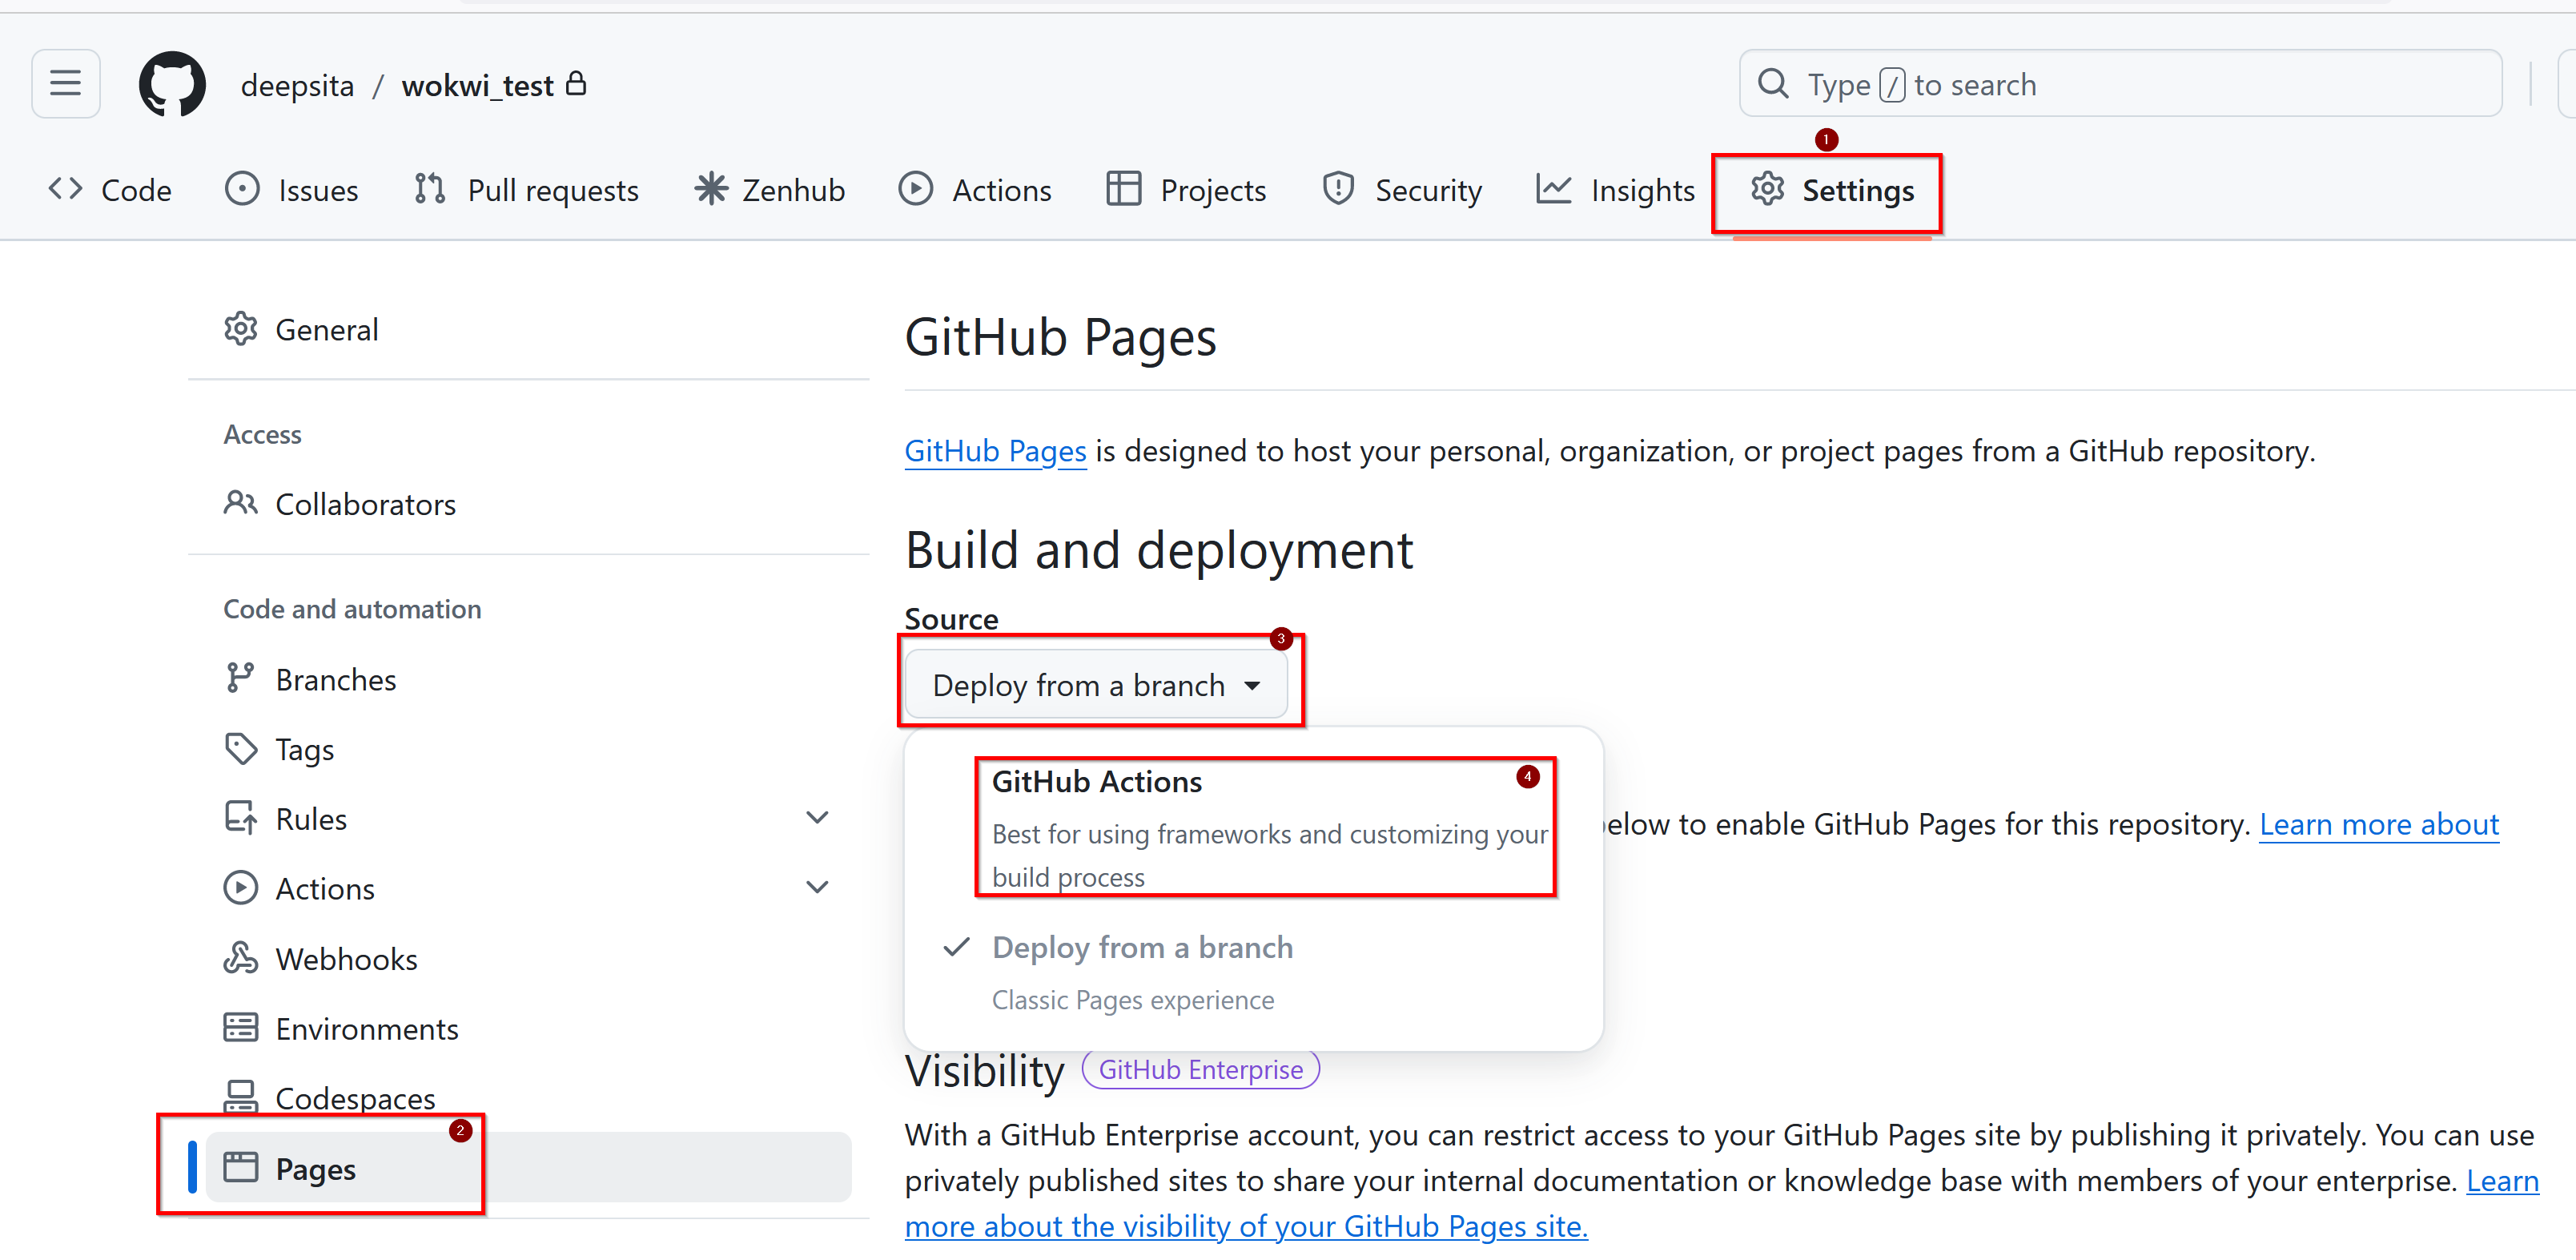 deepsita / wokwi_test
Type / to search
1
Code Issues Pull requests Zenhub Actions Projects Security Insights Settings
General
Access
Collaborators
Code and automation
Branches
Tags
Rules
Actions
Webhooks
Environments
Codespaces
2
Pages
GitHub Pages
GitHub Pages is designed to host your personal, organization, or project pages from a GitHub repository.
Build and deployment
Source
3
Deploy from a branch
GitHub Actions
4
Best for using frameworks and customizing your
build process
Deploy from a branch
Classic Pages experience
elow to enable GitHub Pages for this repository. Learn more about
Visibility GitHub Enterprise
With a GitHub Enterprise account, you can restrict access to your GitHub Pages site by publishing it privately. You can use
privately published sites to share your internal documentation or knowledge base with members of your enterprise. Learn
more about the visibility of your GitHub Pages site.